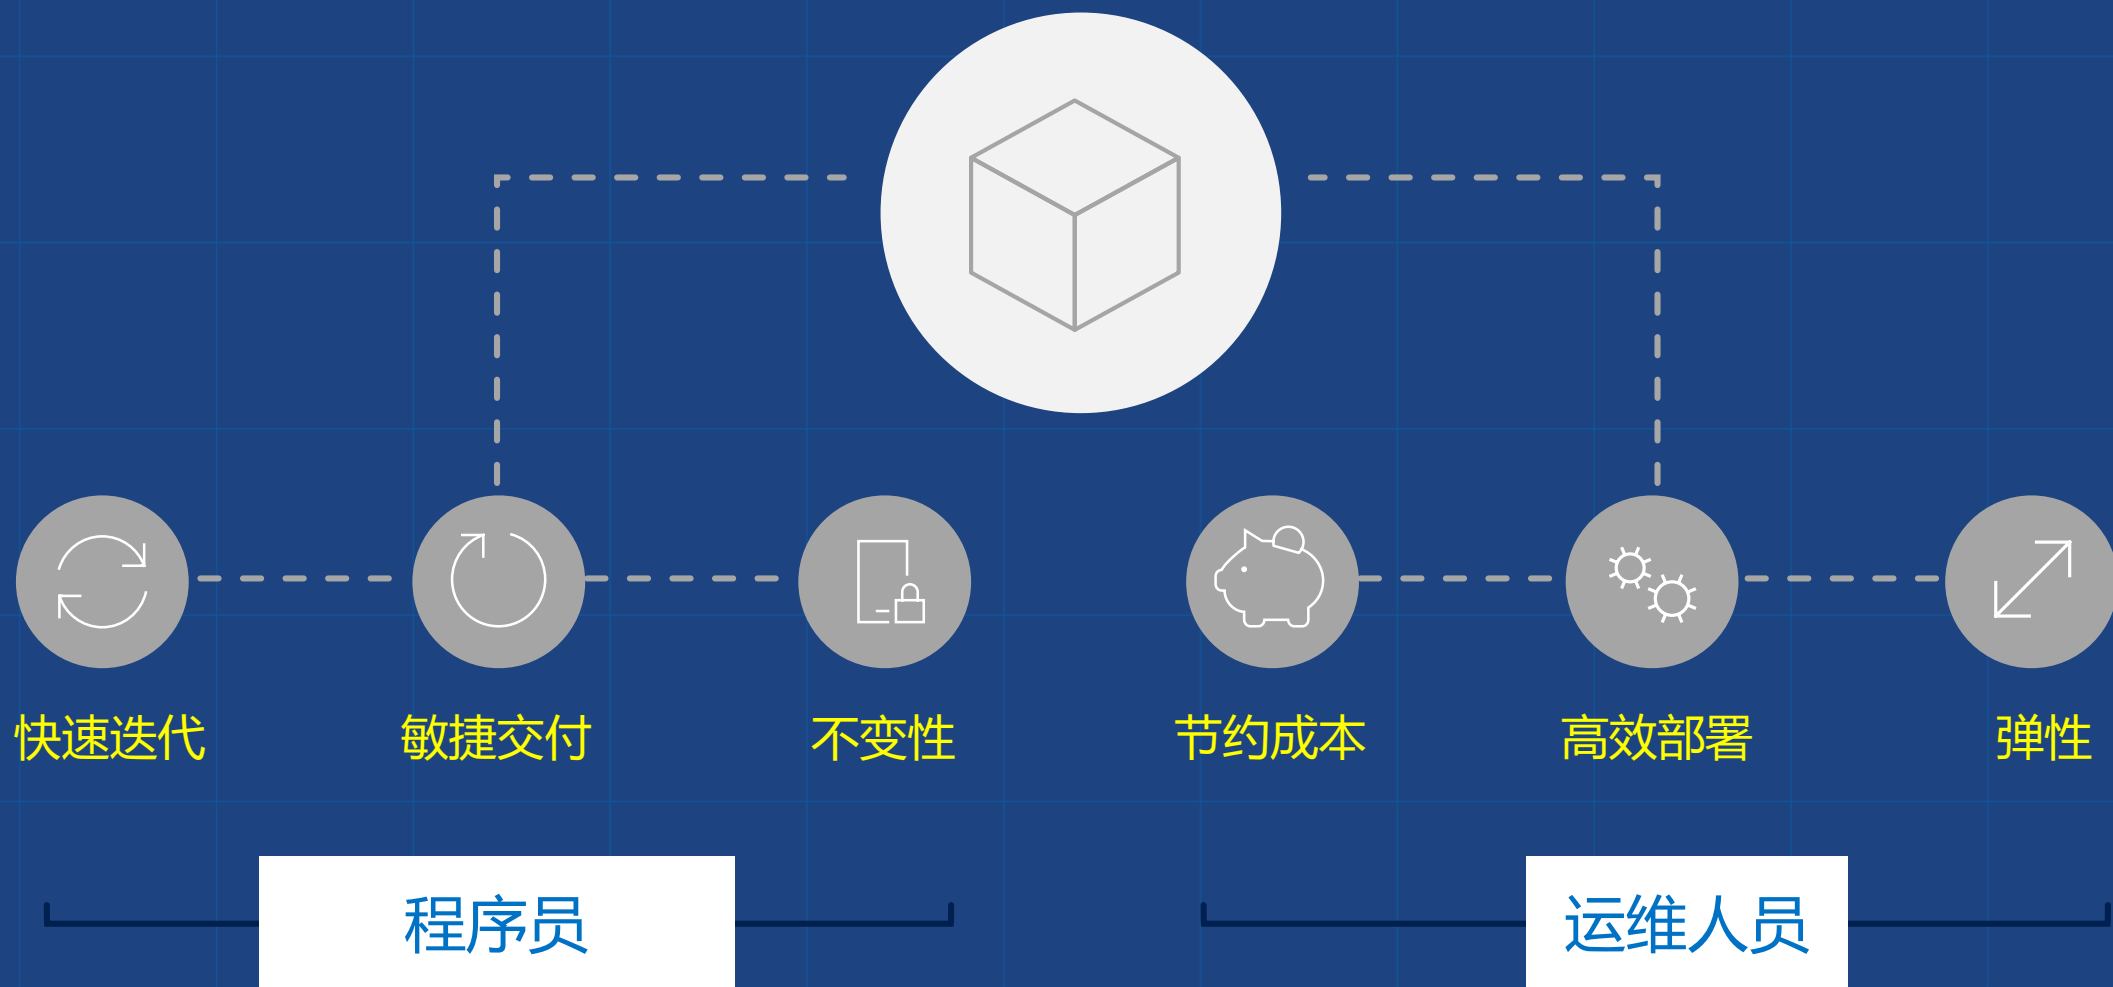 快速迭代
敏捷交付
不变性
节约成本
高效部署
弹性
程序员
运维人员